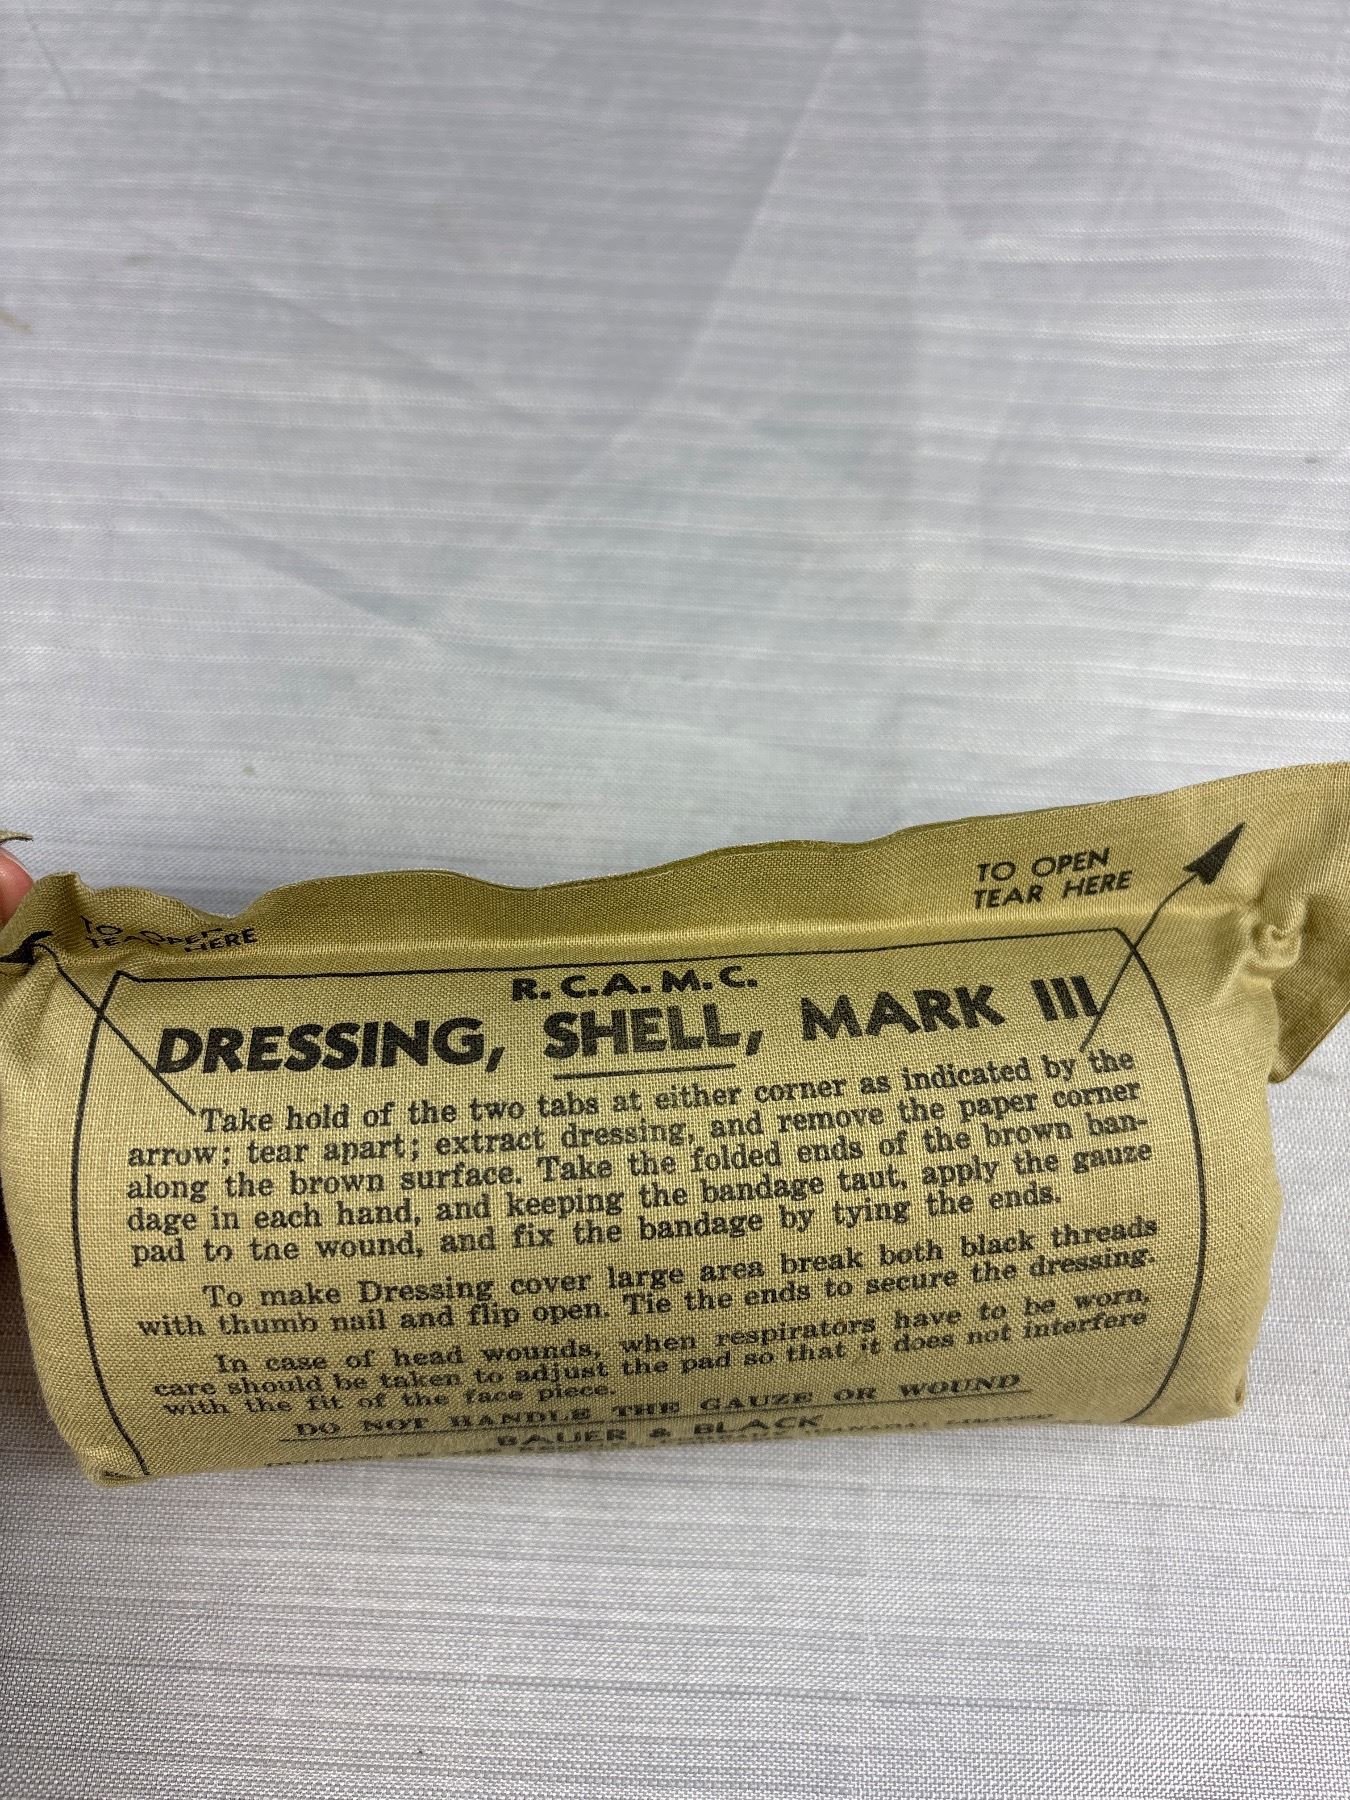 TO OPEN
TEAR HERE
TO OPEN
TEAR HERE
R.C.A.M.C.
DRESSING, SHELL, MARK III
Take hold of the two tabs at either corner as indicated by the
arrow; tear apart; extract dressing, and remove the paper corner
along the brown surface. Take the folded ends of the brown ban-
dage in each hand, and keeping the bandage taut, apply the gauze
pad to the wound, and fix the bandage by tying the ends.
To make Dressing cover large area break both black threads
with thumb nail and flip open. Tie the ends to secure the dressing.
In case of head wounds, when respirators have to be worn,
care should be taken to adjust the pad so that it does not interfere
with the fit of the face piece.
DO NOT HANDLE THE GAUZE OR WOUND
BAUER & BLACK